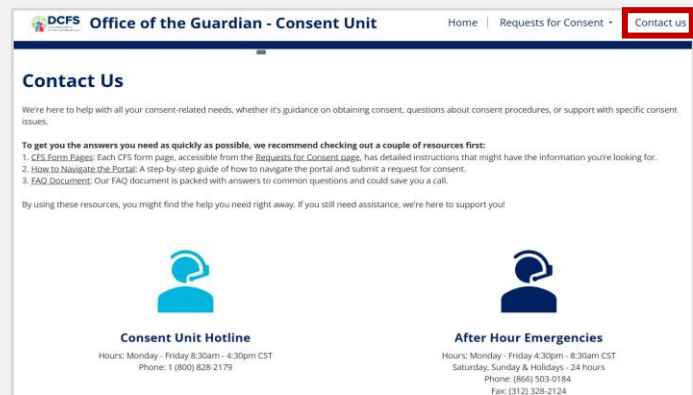 DCFS Office of the Guardian - Consent Unit
Home | Requests for Consent Contact us
Contact Us
We're here to help with all your consent-related needs, whether it's guidance on obtaining consent, questions about consent procedures, or support with specific consent
issues.
To get you the answers you need as quickly as possible, we recommend checking out a couple of resources first:
1. CFS Form Pages: Each CFS form page, accessible from the Requests for Consent page, has detailed instructions that might have the information you're looking for.
2. How to Navigate the Portal: A step-by-step guide of how to navigate the portal and submit a request for consent.
3. FAQ Document: Our FAQ document is packed with answers to common questions and could save you a call.
By using these resources, you might find the help you need right away. If you still need assistance, we're here to support you!
Consent Unit Hotline
Hours: Monday - Friday 8:30am - 4:30pm CST
Phone: 1 (800) 828-2179
After Hour Emergencies
Hours: Monday - Friday 4:30pm - 8:30am CST
Saturday, Sunday & Holidays - 24 hours
Phone: (866) 503-0184
Fax: (312) 328-2124